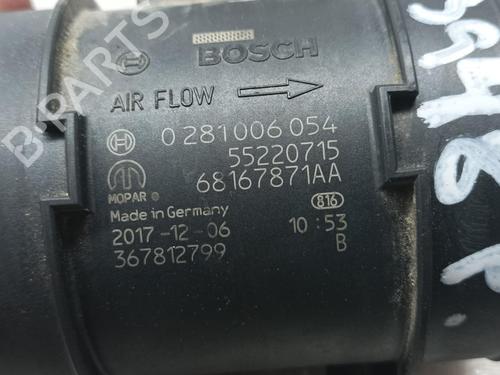 BOSCH
AIR FLOW
0 281 006 054
55220715
68167871AA
MOPAR
Made in Germany
816
2017-12-06
10:53
367812799
B
B-PARTS